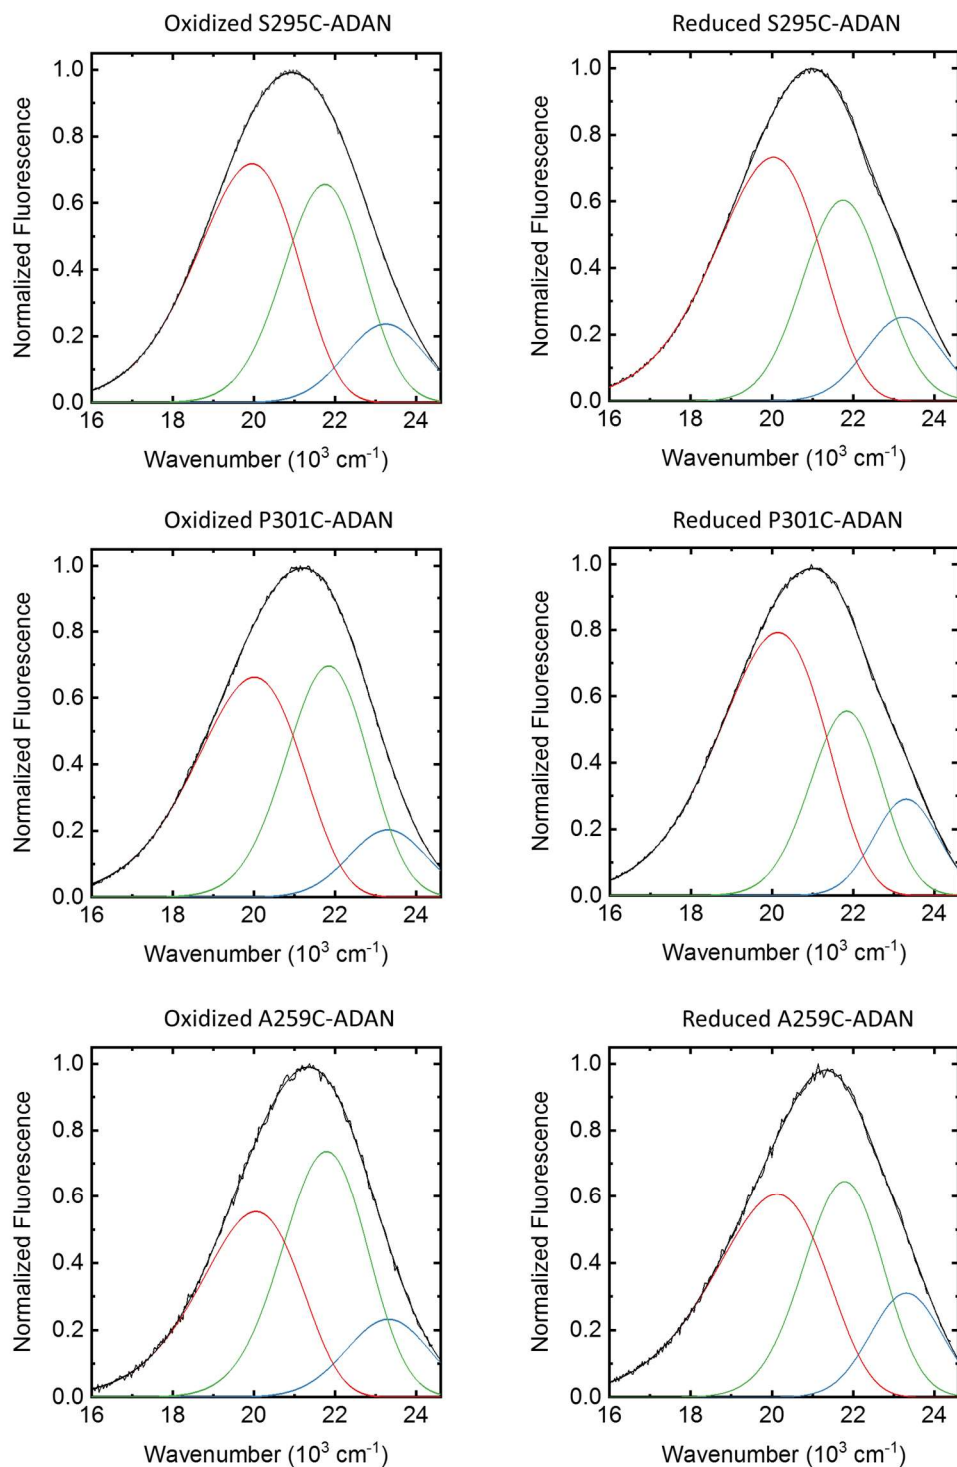 Oxidized S295C-ADAN
Normalized Fluorescence
1.0
0.8
0.6
0.4
0.2
0.0
16 18 20 22 24
Wavenumber (10³ cm⁻¹)
Reduced S295C-ADAN
Normalized Fluorescence
1.0
0.8
0.6
0.4
0.2
0.0
16 18 20 22 24
Wavenumber (10³ cm⁻¹)
Oxidized P301C-ADAN
Normalized Fluorescence
1.0
0.8
0.6
0.4
0.2
0.0
16 18 20 22 24
Wavenumber (10³ cm⁻¹)
Reduced P301C-ADAN
Normalized Fluorescence
1.0
0.8
0.6
0.4
0.2
0.0
16 18 20 22 24
Wavenumber (10³ cm⁻¹)
Oxidized A259C-ADAN
Normalized Fluorescence
1.0
0.8
0.6
0.4
0.2
0.0
16 18 20 22 24
Wavenumber (10³ cm⁻¹)
Reduced A259C-ADAN
Normalized Fluorescence
1.0
0.8
0.6
0.4
0.2
0.0
16 18 20 22 24
Wavenumber (10³ cm⁻¹)